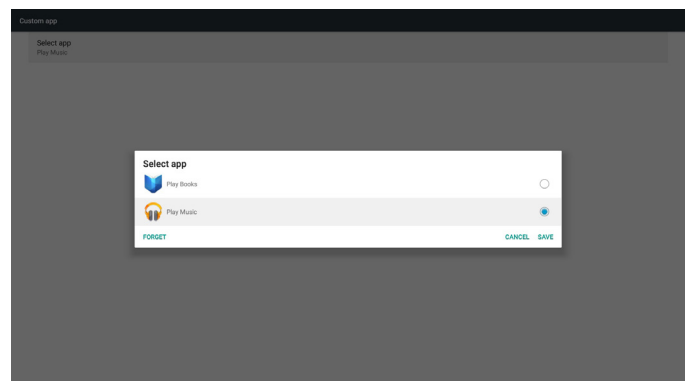 Custom app
Select app
Play Music
Select app
Play Books
Play Music
FORGET CANCEL SAVE